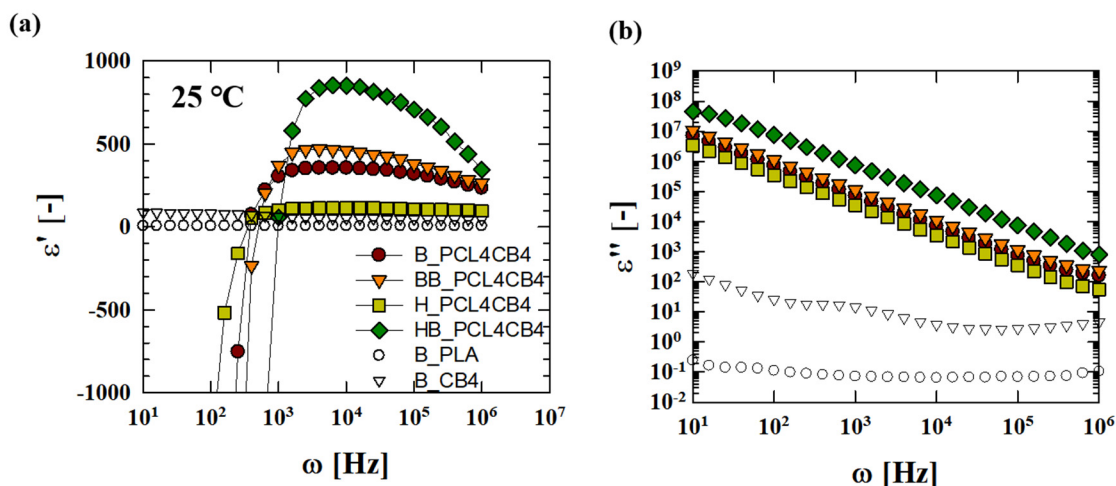 (a)
(b)
1000
500
0
-500
-1000
25 °C
ε' [-]
B_PCL4CB4
BB_PCL4CB4
H_PCL4CB4
HB_PCL4CB4
B_PLA
B_CB4
10¹ 10² 10³ 10⁴ 10⁵ 10⁶ 10⁷
ω [Hz]
10⁹
10⁸
10⁷
10⁶
10⁵
10⁴
10³
10²
10¹
10⁰
10⁻¹
10⁻²
ε'' [-]
10¹ 10² 10³ 10⁴ 10⁵ 10⁶
ω [Hz]